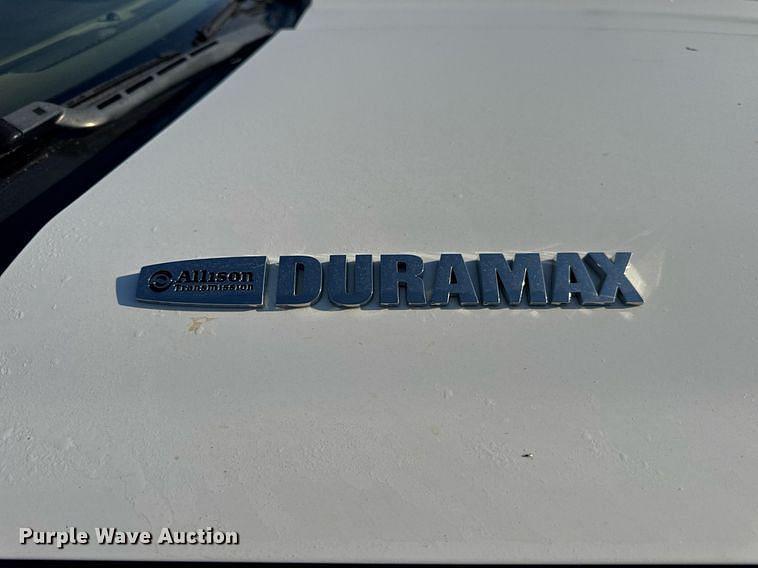 Allison DURAMAX
Transmission
Purple Wave Auction